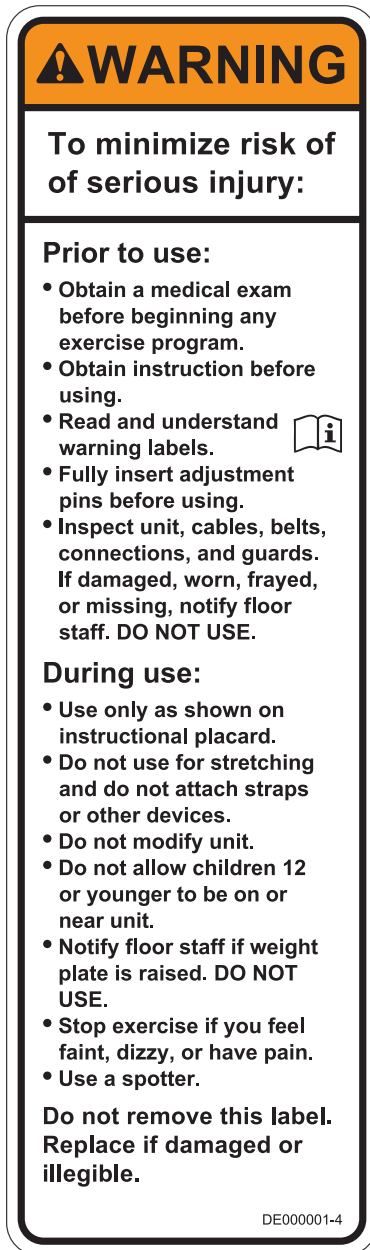 WARNING
To minimize risk of
of serious injury:
Prior to use:
• Obtain a medical exam
before beginning any
exercise program.
• Obtain instruction before
using.
• Read and understand
warning labels.
• Fully insert adjustment
pins before using.
• Inspect unit, cables, belts,
connections, and guards.
If damaged, worn, frayed,
or missing, notify floor
staff. DO NOT USE.
During use:
• Use only as shown on
instructional placard.
• Do not use for stretching
and do not attach straps
or other devices.
• Do not modify unit.
• Do not allow children 12
or younger to be on or
near unit.
• Notify floor staff if weight
plate is raised. DO NOT
USE.
• Stop exercise if you feel
faint, dizzy, or have pain.
• Use a spotter.
Do not remove this label.
Replace if damaged or
illegible.
DE000001-4